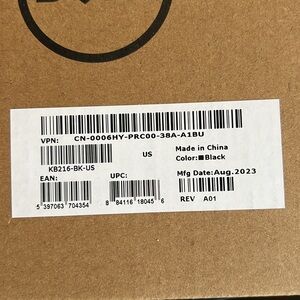 VPN: CN-0006HY-PRC00-38A-A1BU
KB216-BK-US
US
Made in China
Color:■Black
EAN:
UPC:
Mfg Date:Aug.2023
5 397063 704354
8 84116 18045 6
REV A01